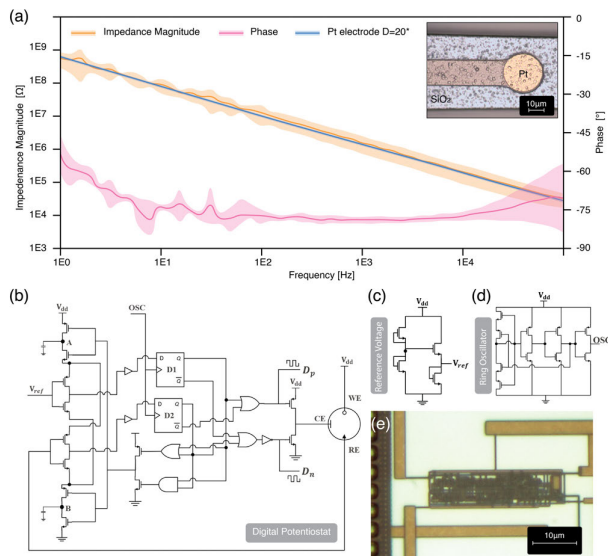 (a)
Impedance Magnitude
Phase
Pt electrode D=20*
1E9
1E8
1E7
1E6
1E5
1E4
1E3
Impedenance Magnitude [Ω]
0
-15
-30
-45
-60
-75
-90
Phase [°]
Pt
SiO₂
10μm
1E0
1E1
1E2
1E3
1E4
Frequency [Hz]
(b)
Vdd
A
Vref
B
OSC
D1
Q
Q
D2
Q
Q
Dp
Dn
Vdd
Vdd
CE
WE
RE
Digital Potentiostat
(c)
Vdd
Vref
Reference Voltage
(d)
Vdd
OSC
Ring Oscillator
(e)
10μm